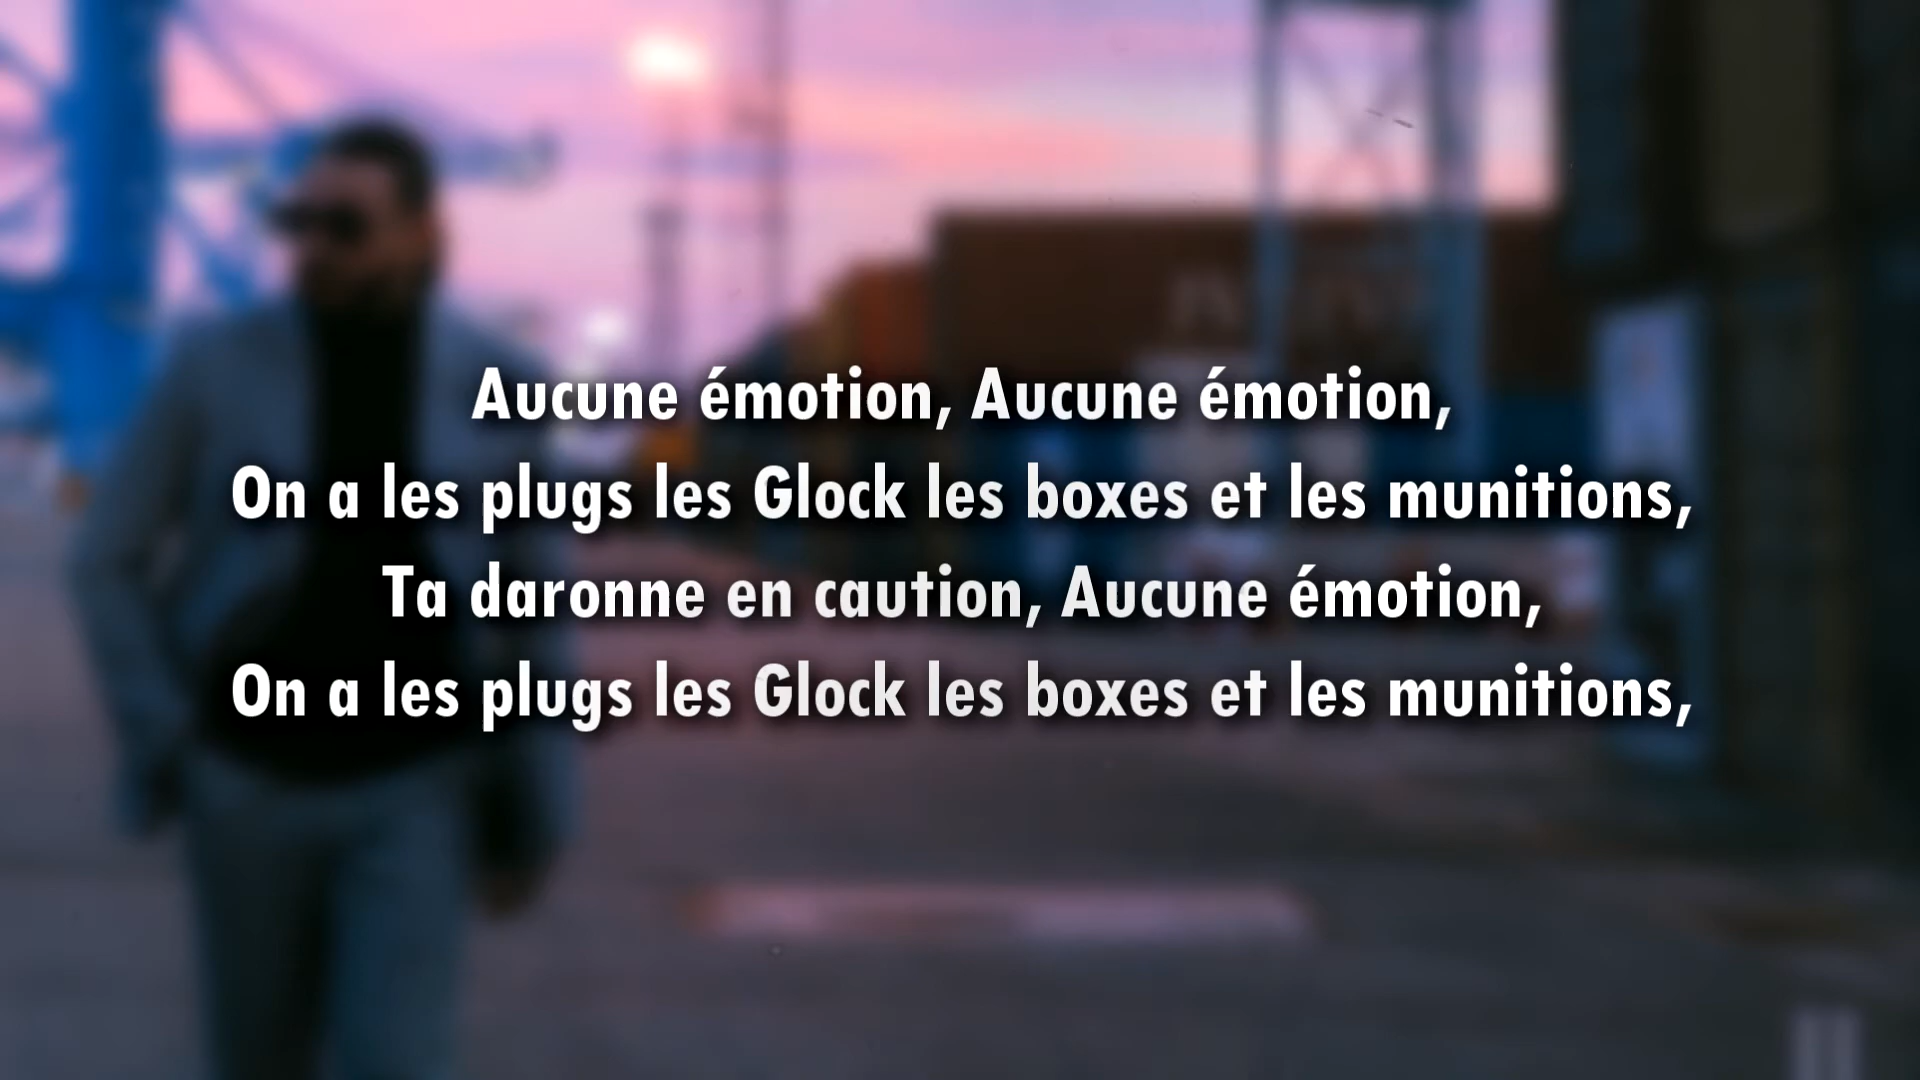 Aucune émotion, Aucune émotion,
On a les plugs les Glock les boxes et les munitions,
Ta daronne en caution, Aucune émotion,
On a les plugs les Glock les boxes et les munitions,